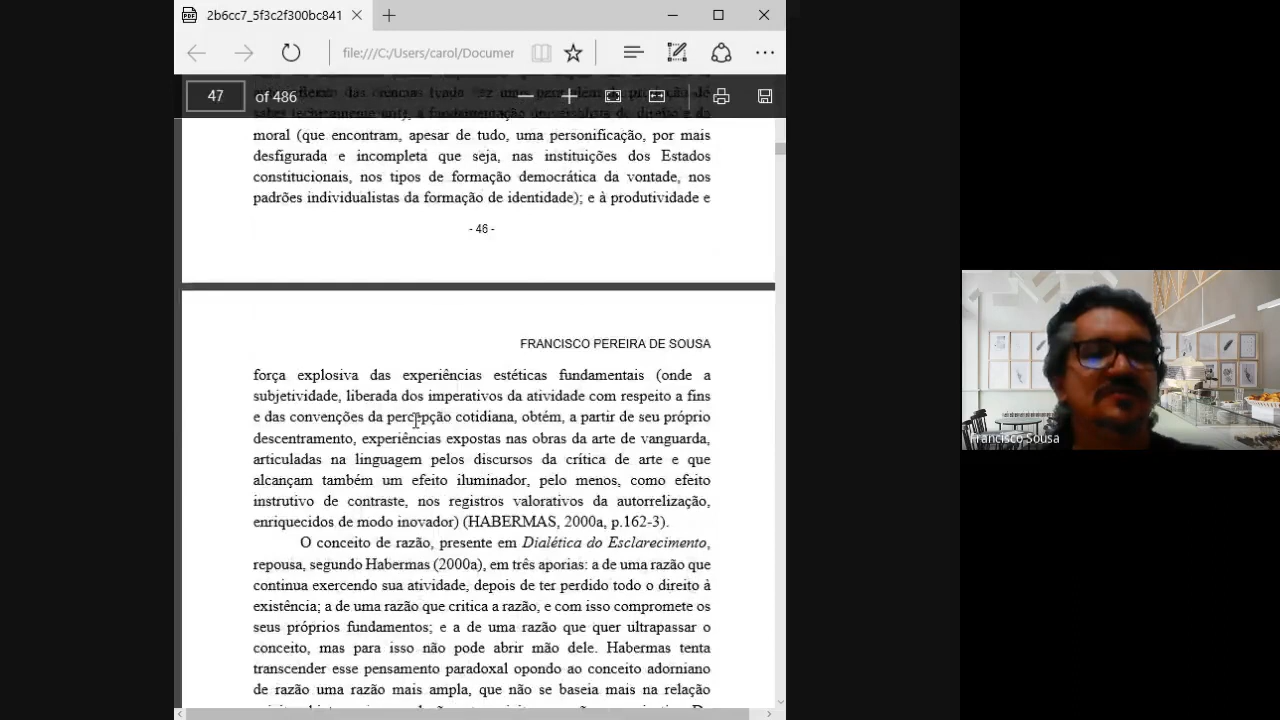 2b6cc7_5f3c2f300bc841
file:///C:/Users/carol/Documer
47 of 486
moral (que encontram, apesar de tudo, uma personificação, por mais
desfigurada e incompleta que seja, nas instituições dos Estados
constitucionais, nos tipos de formação democrática da vontade, nos
padrões individualistas da formação de identidade); e à produtividade e
- 46 -
FRANCISCO PEREIRA DE SOUSA
força explosiva das experiências estéticas fundamentais (onde a
subjetividade, liberada dos imperativos da atividade com respeito a fins
e das convenções da percepção cotidiana, obtém, a partir de seu próprio
descentramento, experiências expostas nas obras da arte de vanguarda,
articuladas na linguagem pelos discursos da crítica de arte e que
alcançam também um efeito iluminador, pelo menos, como efeito
instrutivo de contraste, nos registros valorativos da autorrelização,
enriquecidos de modo inovador) (HABERMAS, 2000a, p.162-3).
O conceito de razão, presente em Dialética do Esclarecimento,
repousa, segundo Habermas (2000a), em três aporias: a de uma razão que
continua exercendo sua atividade, depois de ter perdido todo o direito à
existência; a de uma razão que critica a razão, e com isso compromete os
seus próprios fundamentos; e a de uma razão que quer ultrapassar o
conceito, mas para isso não pode abrir mão dele. Habermas tenta
transcender esse pensamento paradoxal opondo ao conceito adorniano
de razão uma razão mais ampla, que não se baseia mais na relação
Francisco Sousa